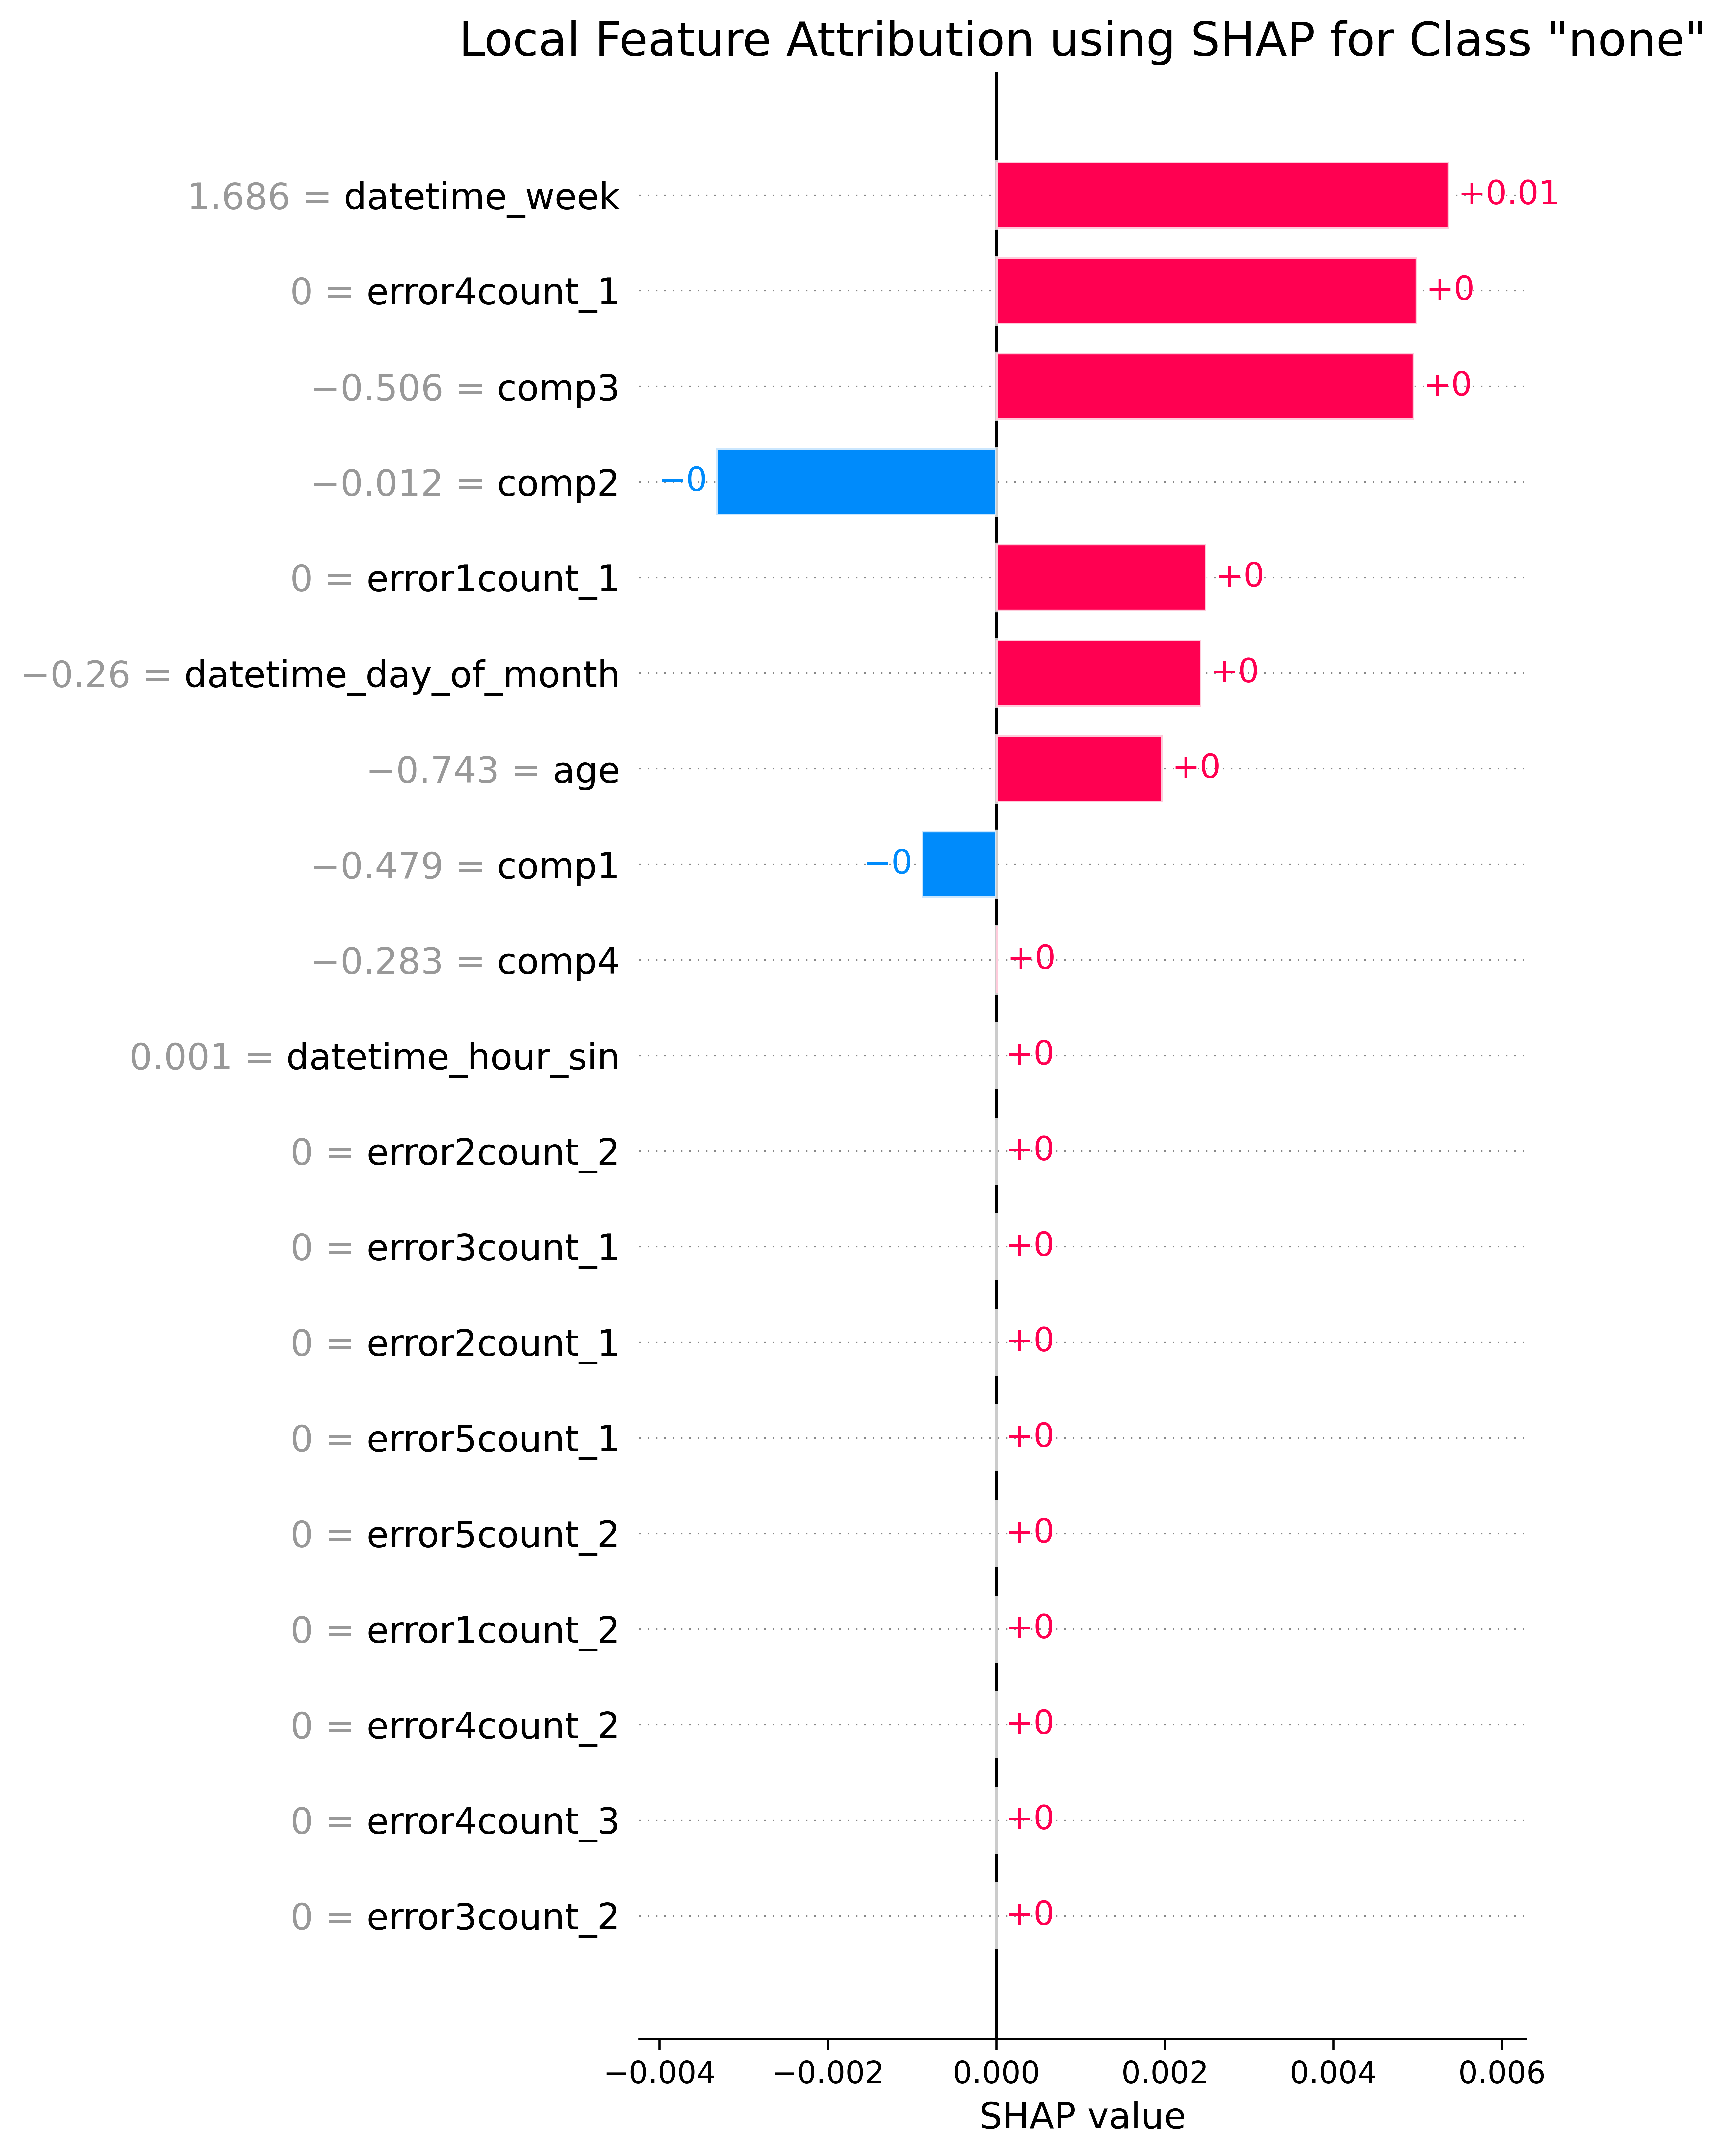 Local Feature Attribution using SHAP for Class "none"
1.686 = datetime_week +0.01
0 = error4count_1 +0
−0.506 = comp3 +0
−0.012 = comp2 −0
0 = error1count_1 +0
−0.26 = datetime_day_of_month +0
−0.743 = age +0
−0.479 = comp1 −0
−0.283 = comp4 +0
0.001 = datetime_hour_sin +0
0 = error2count_2 +0
0 = error3count_1 +0
0 = error2count_1 +0
0 = error5count_1 +0
0 = error5count_2 +0
0 = error1count_2 +0
0 = error4count_2 +0
0 = error4count_3 +0
0 = error3count_2 +0
−0.004 −0.002 0.000 0.002 0.004 0.006
SHAP value